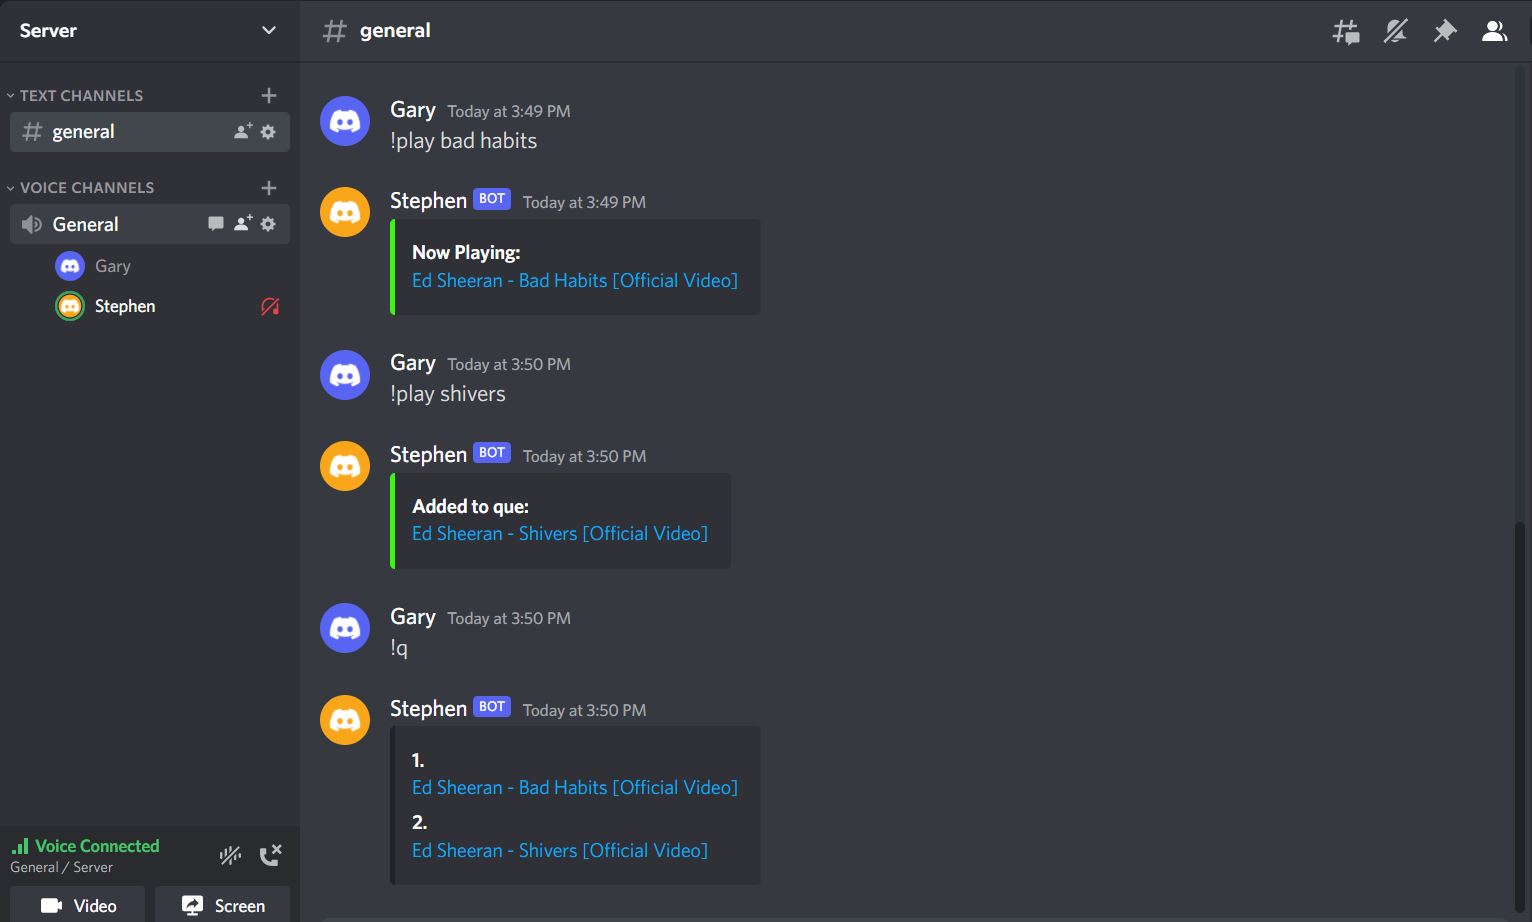 Server
general
TEXT CHANNELS
general
VOICE CHANNELS
General
Gary
Stephen
Voice Connected
General / Server
Video
Screen
Gary Today at 3:49 PM
!play bad habits
Stephen BOT Today at 3:49 PM
Now Playing:
Ed Sheeran - Bad Habits [Official Video]
Gary Today at 3:50 PM
!play shivers
Stephen BOT Today at 3:50 PM
Added to que:
Ed Sheeran - Shivers [Official Video]
Gary Today at 3:50 PM
!q
Stephen BOT Today at 3:50 PM
1.
Ed Sheeran - Bad Habits [Official Video]
2.
Ed Sheeran - Shivers [Official Video]